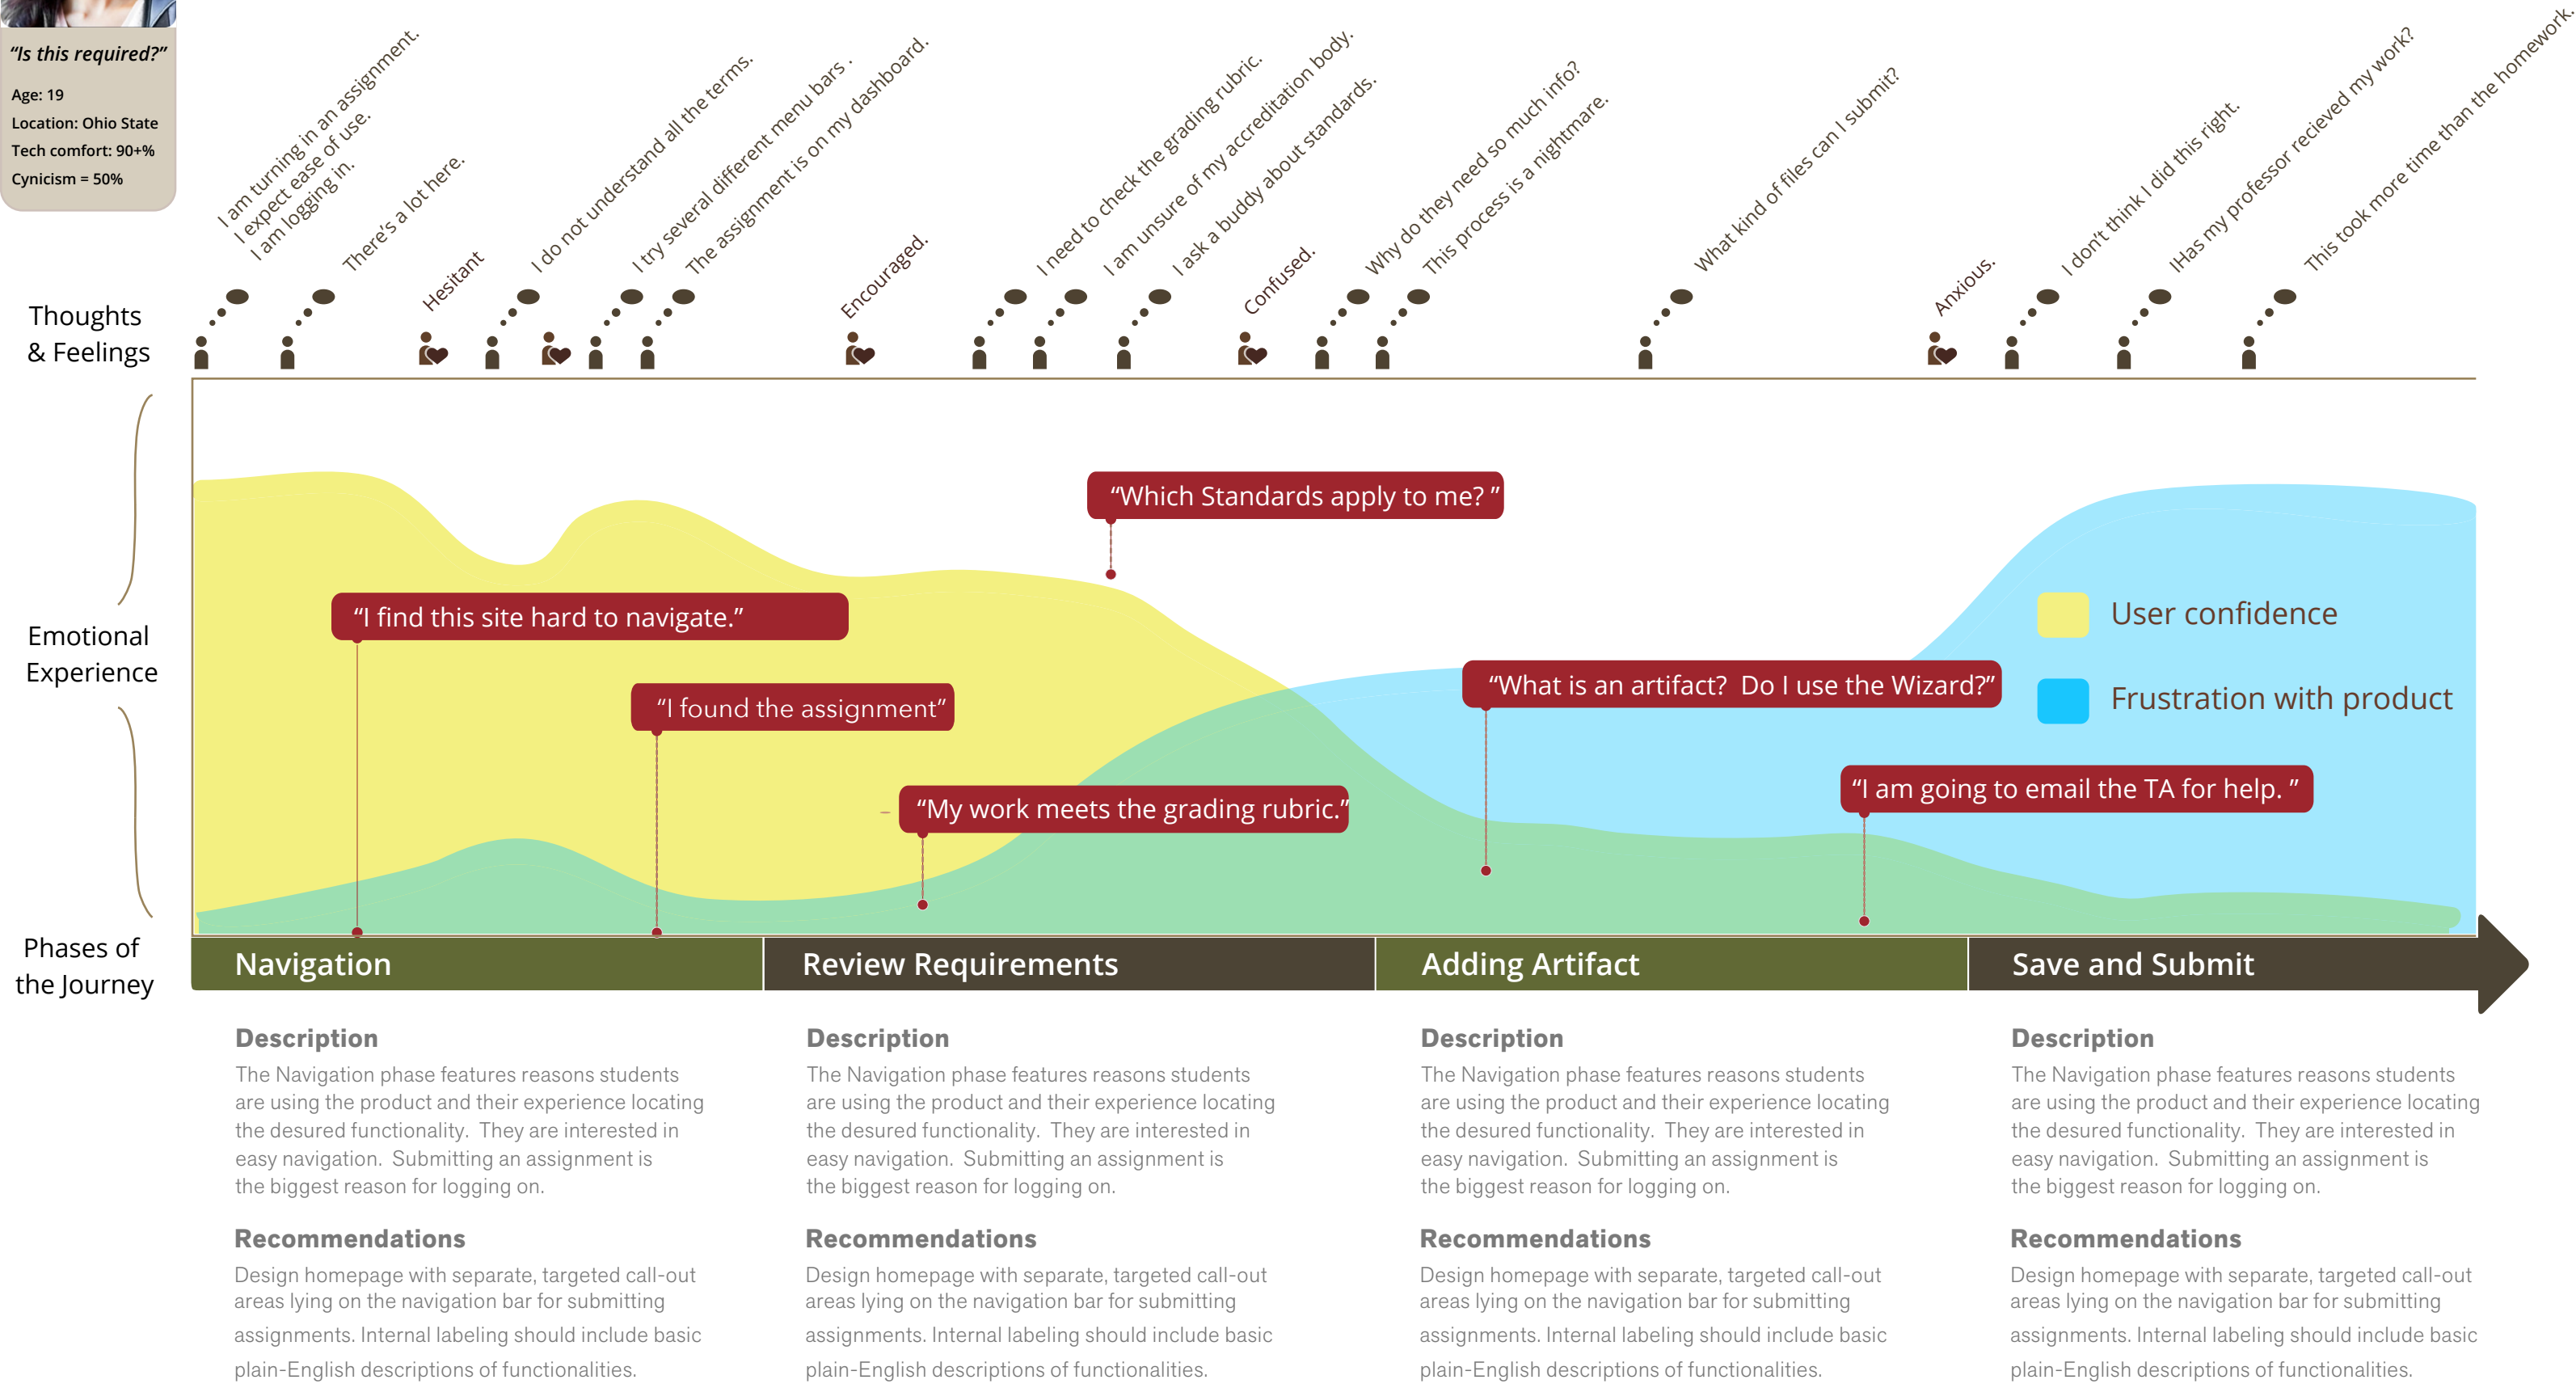 “Is this required?”
Age: 19
Location: Ohio State
Tech comfort: 90+%
Cynicism = 50%
I am turning in an assignment.
I expect ease of use.
I am logging in.
There’s a lot here.
Hesitant
I do not understand all the terms.
I try several different menu bars .
The assignment is on my dashboard.
Encouraged.
I need to check the grading rubric.
I am unsure of my accreditation body.
I ask a buddy about standards.
Confused.
Why do they need so much info?
This process is a nightmare.
What kind of files can I submit?
Anxious.
I don’t think I did this right.
IHas my professor recieved my work?
This took more time than the homework.
Thoughts
& Feelings
Emotional
Experience
“Which Standards apply to me? ”
“I find this site hard to navigate.”
“I found the assignment”
“My work meets the grading rubric.”
“What is an artifact?  Do I use the Wizard?”
“I am going to email the TA for help. ”
User confidence
Frustration with product
Phases of
the Journey
Navigation
Review Requirements
Adding Artifact
Save and Submit
Description
The Navigation phase features reasons students
are using the product and their experience locating
the desured functionality.  They are interested in
easy navigation.  Submitting an assignment is
the biggest reason for logging on.
Recommendations
Design homepage with separate, targeted call-out
areas lying on the navigation bar for submitting
assignments. Internal labeling should include basic
plain-English descriptions of functionalities.
Description
The Navigation phase features reasons students
are using the product and their experience locating
the desured functionality.  They are interested in
easy navigation.  Submitting an assignment is
the biggest reason for logging on.
Recommendations
Design homepage with separate, targeted call-out
areas lying on the navigation bar for submitting
assignments. Internal labeling should include basic
plain-English descriptions of functionalities.
Description
The Navigation phase features reasons students
are using the product and their experience locating
the desured functionality.  They are interested in
easy navigation.  Submitting an assignment is
the biggest reason for logging on.
Recommendations
Design homepage with separate, targeted call-out
areas lying on the navigation bar for submitting
assignments. Internal labeling should include basic
plain-English descriptions of functionalities.
Description
The Navigation phase features reasons students
are using the product and their experience locating
the desured functionality.  They are interested in
easy navigation.  Submitting an assignment is
the biggest reason for logging on.
Recommendations
Design homepage with separate, targeted call-out
areas lying on the navigation bar for submitting
assignments. Internal labeling should include basic
plain-English descriptions of functionalities.